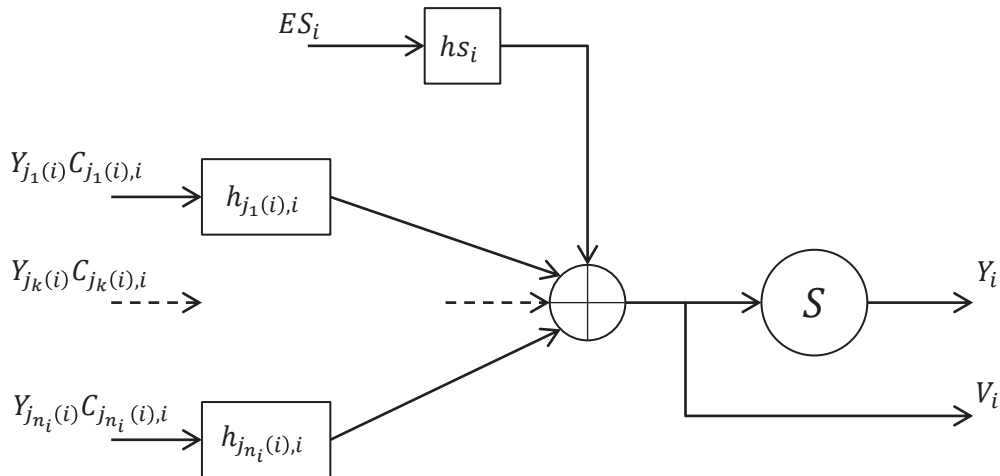 ES_i
hs_i
Y_{j_1(i)}C_{j_1(i),i}
h_{j_1(i),i}
Y_{j_k(i)}C_{j_k(i),i}
S
Y_i
V_i
Y_{j_{n_i}(i)}C_{j_{n_i}(i),i}
h_{j_{n_i}(i),i}